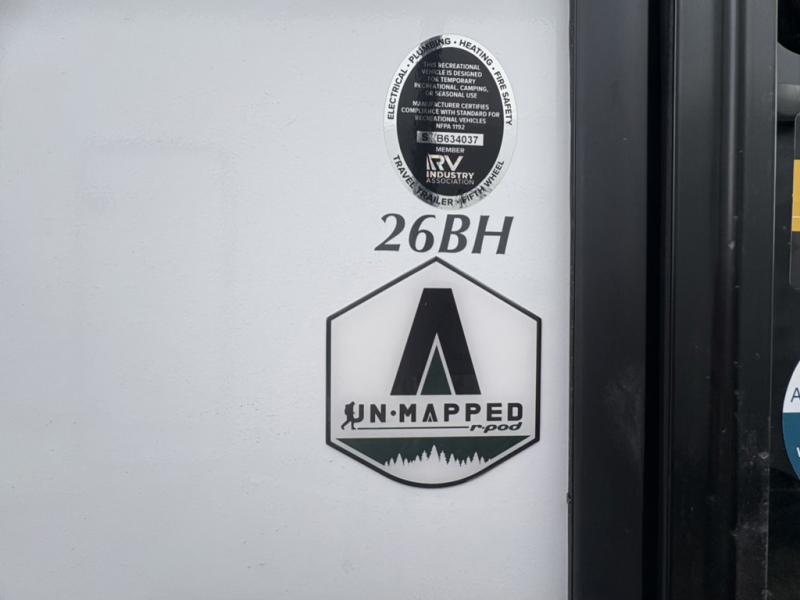 ELECTRICAL • PLUMBING • HEATING • FIRE SAFETY
THIS RECREATIONAL
VEHICLE IS DESIGNED
FOR TEMPORARY
RECREATIONAL, CAMPING,
OR SEASONAL USE
MANUFACTURER CERTIFIES
COMPLIANCE WITH STANDARD FOR
RECREATIONAL VEHICLES
NFPA 1192
B634037
MEMBER
RV
INDUSTRY
ASSOCIATION
TRAVEL TRAILER • FIFTH WHEEL
26BH
UN•MAPPED
r•pod